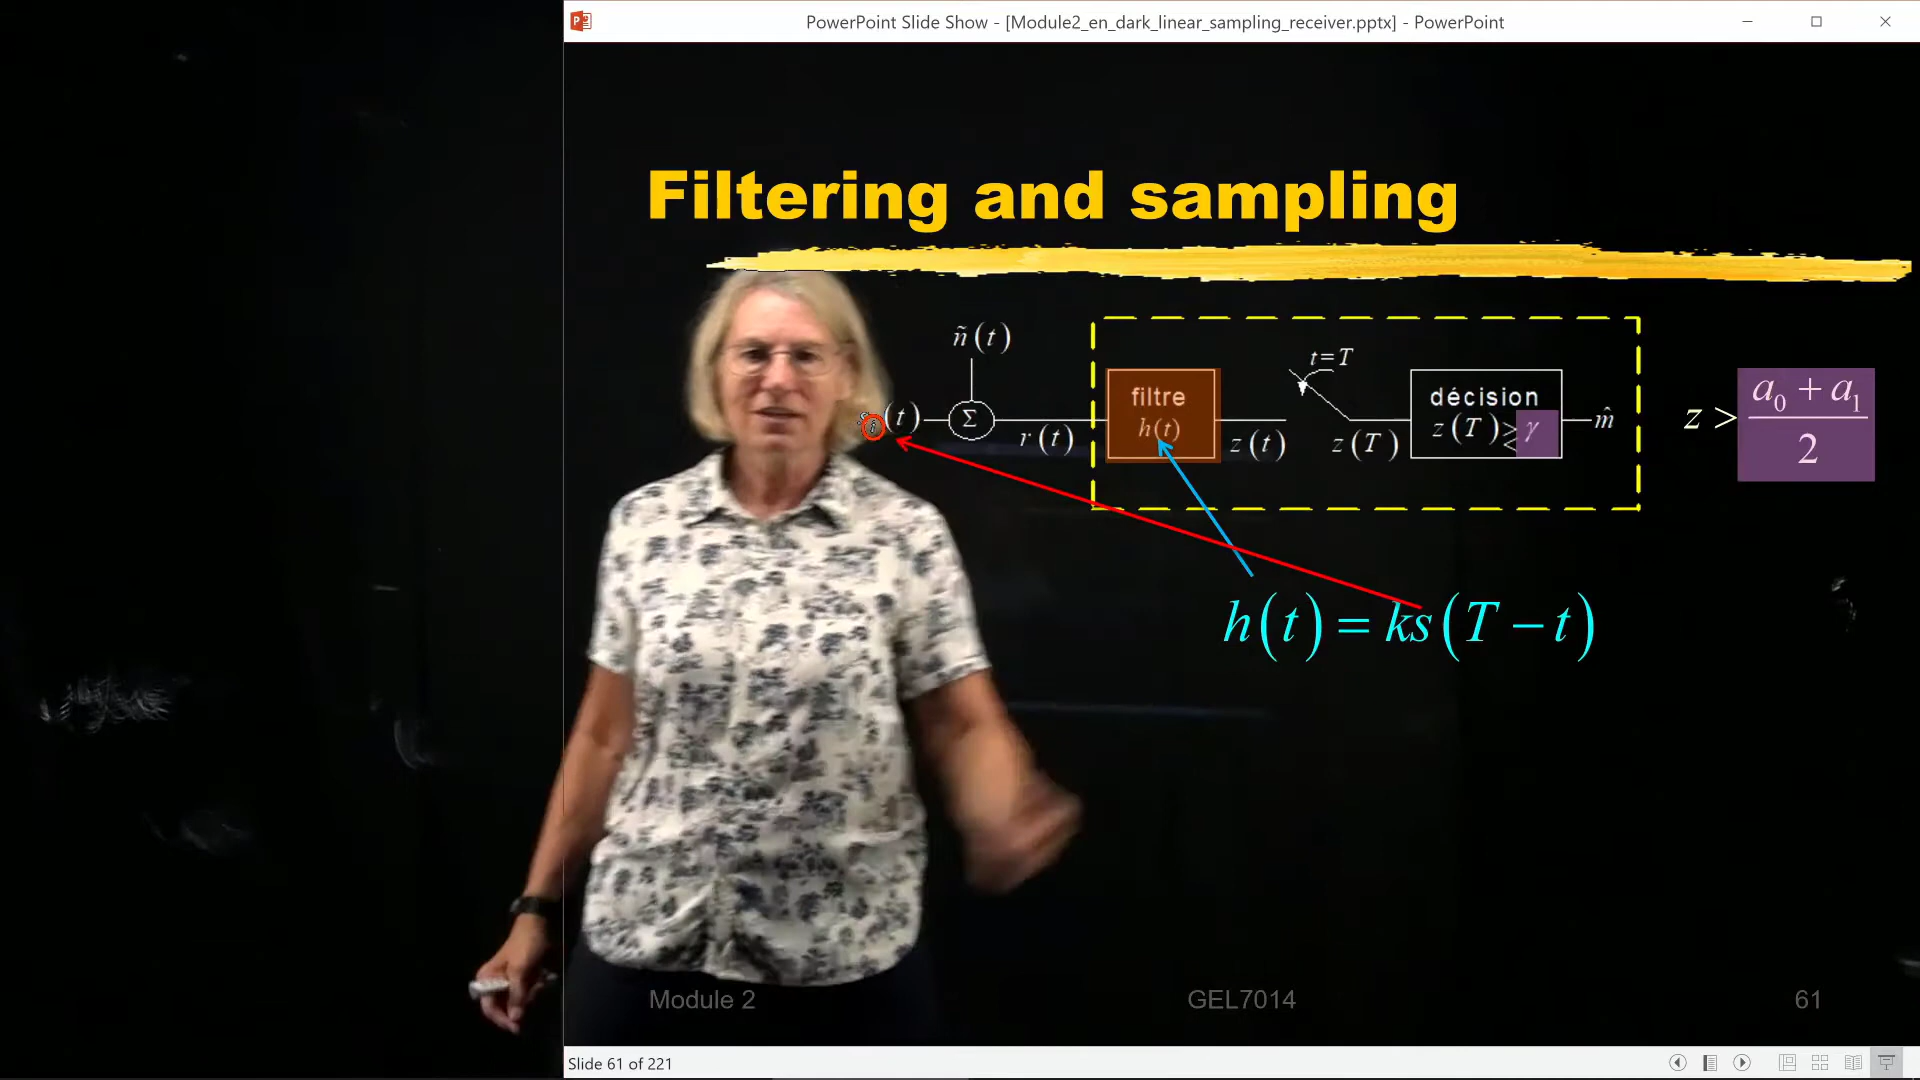 PowerPoint Slide Show - [Module2_en_dark_linear_sampling_receiver.pptx] - PowerPoint
Filtering and sampling
ñ(t)
(t)
i
Σ
r(t)
filtre
h(t)
z(t)
t=T
z(T)
décision
z(T)≷γ
m̂
z > (a₀ + a₁)/2
h(t) = ks(T − t)
Module 2
GEL7014
61
Slide 61 of 221